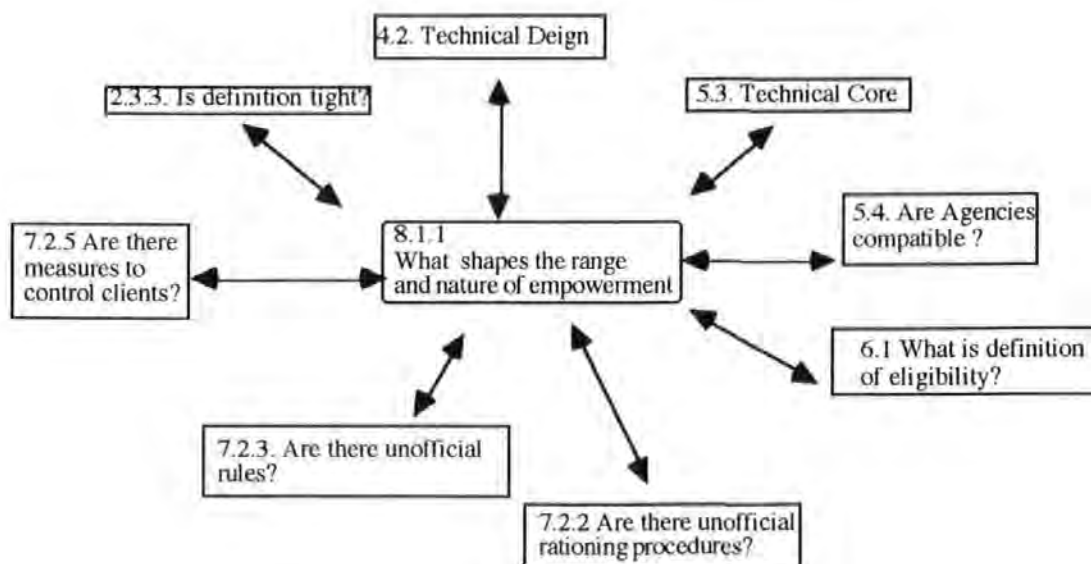 4.2. Technical Deign
2.3.3. Is definition tight?
5.3. Technical Core
7.2.5 Are there
measures to
control clients?
8.1.1
What shapes the range
and nature of empowerment
5.4. Are Agencies
compatible ?
6.1 What is definition
of eligibility?
7.2.3. Are there unofficial
rules?
7.2.2 Are there unofficial
rationing procedures?